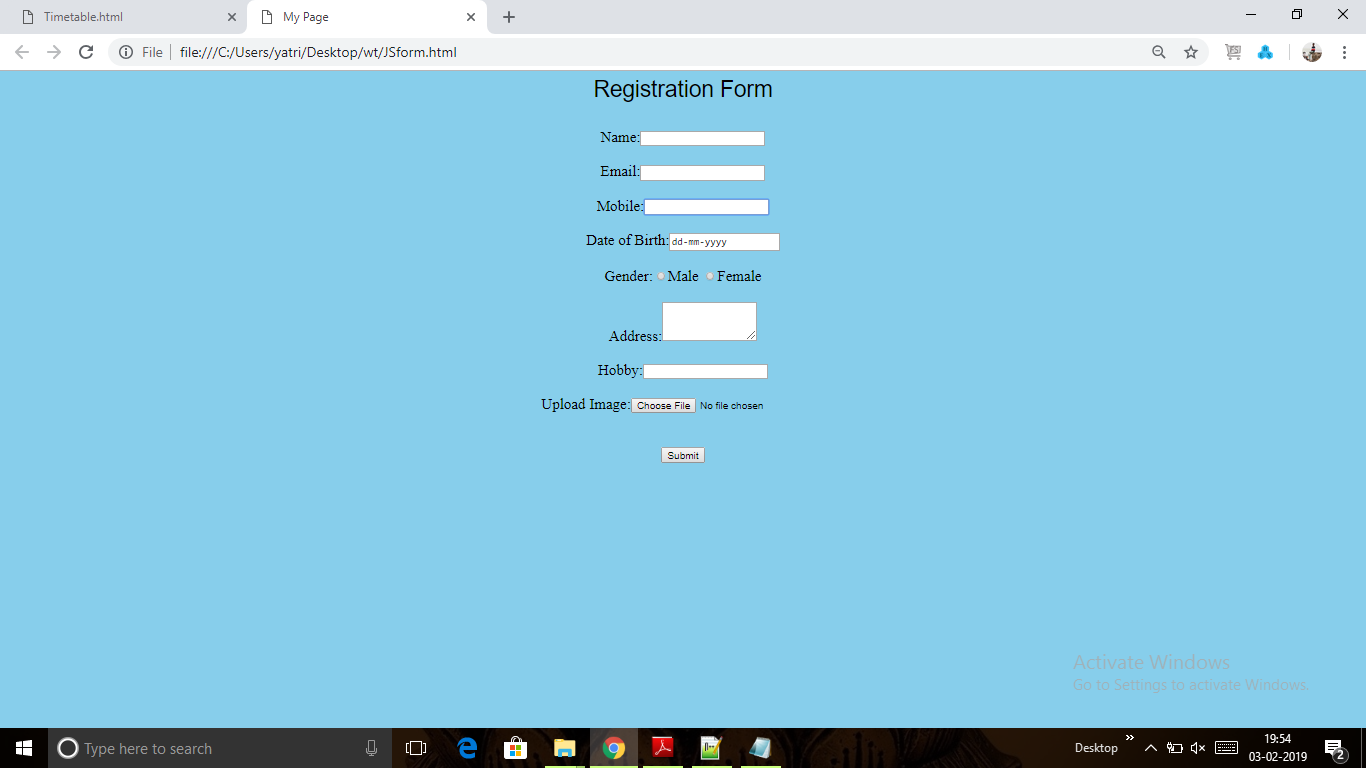 Timetable.html
My Page
File
file:///C:/Users/yatri/Desktop/wt/JSform.html
Registration Form
Name:
Email:
Mobile:
Date of Birth: dd-mm-yyyy
Gender: Male Female
Address:
Hobby:
Upload Image: Choose File No file chosen
Submit
Activate Windows
Go to Settings to activate Windows.
Type here to search
Desktop
19:54
03-02-2019
2